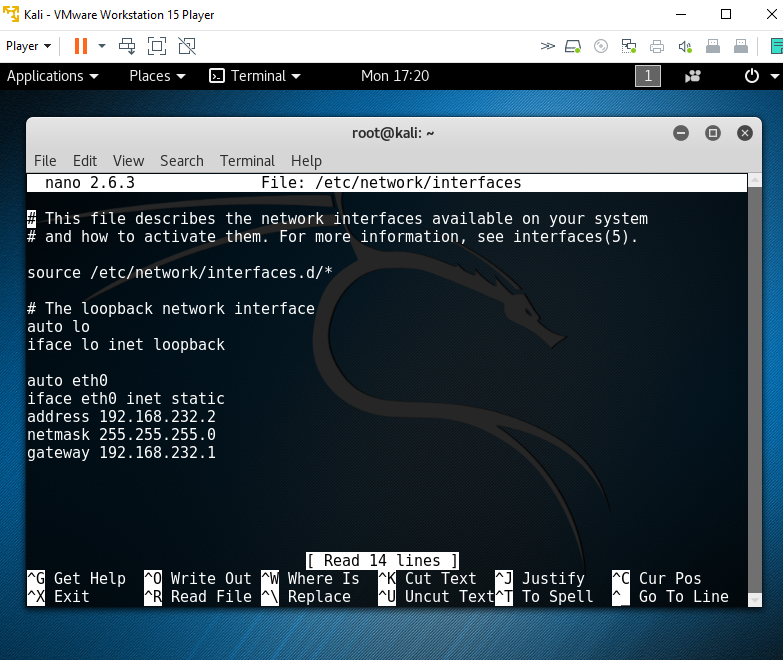 Kali - VMware Workstation 15 Player
Player
Applications Places Terminal Mon 17:20 1
root@kali: ~
File Edit View Search Terminal Help
nano 2.6.3 File: /etc/network/interfaces
# This file describes the network interfaces available on your system
# and how to activate them. For more information, see interfaces(5).
source /etc/network/interfaces.d/*
# The loopback network interface
auto lo
iface lo inet loopback
auto eth0
iface eth0 inet static
address 192.168.232.2
netmask 255.255.255.0
gateway 192.168.232.1
[ Read 14 lines ]
^G Get Help ^O Write Out ^W Where Is ^K Cut Text ^J Justify ^C Cur Pos
^X Exit ^R Read File ^\ Replace ^U Uncut Text ^T To Spell ^_ Go To Line